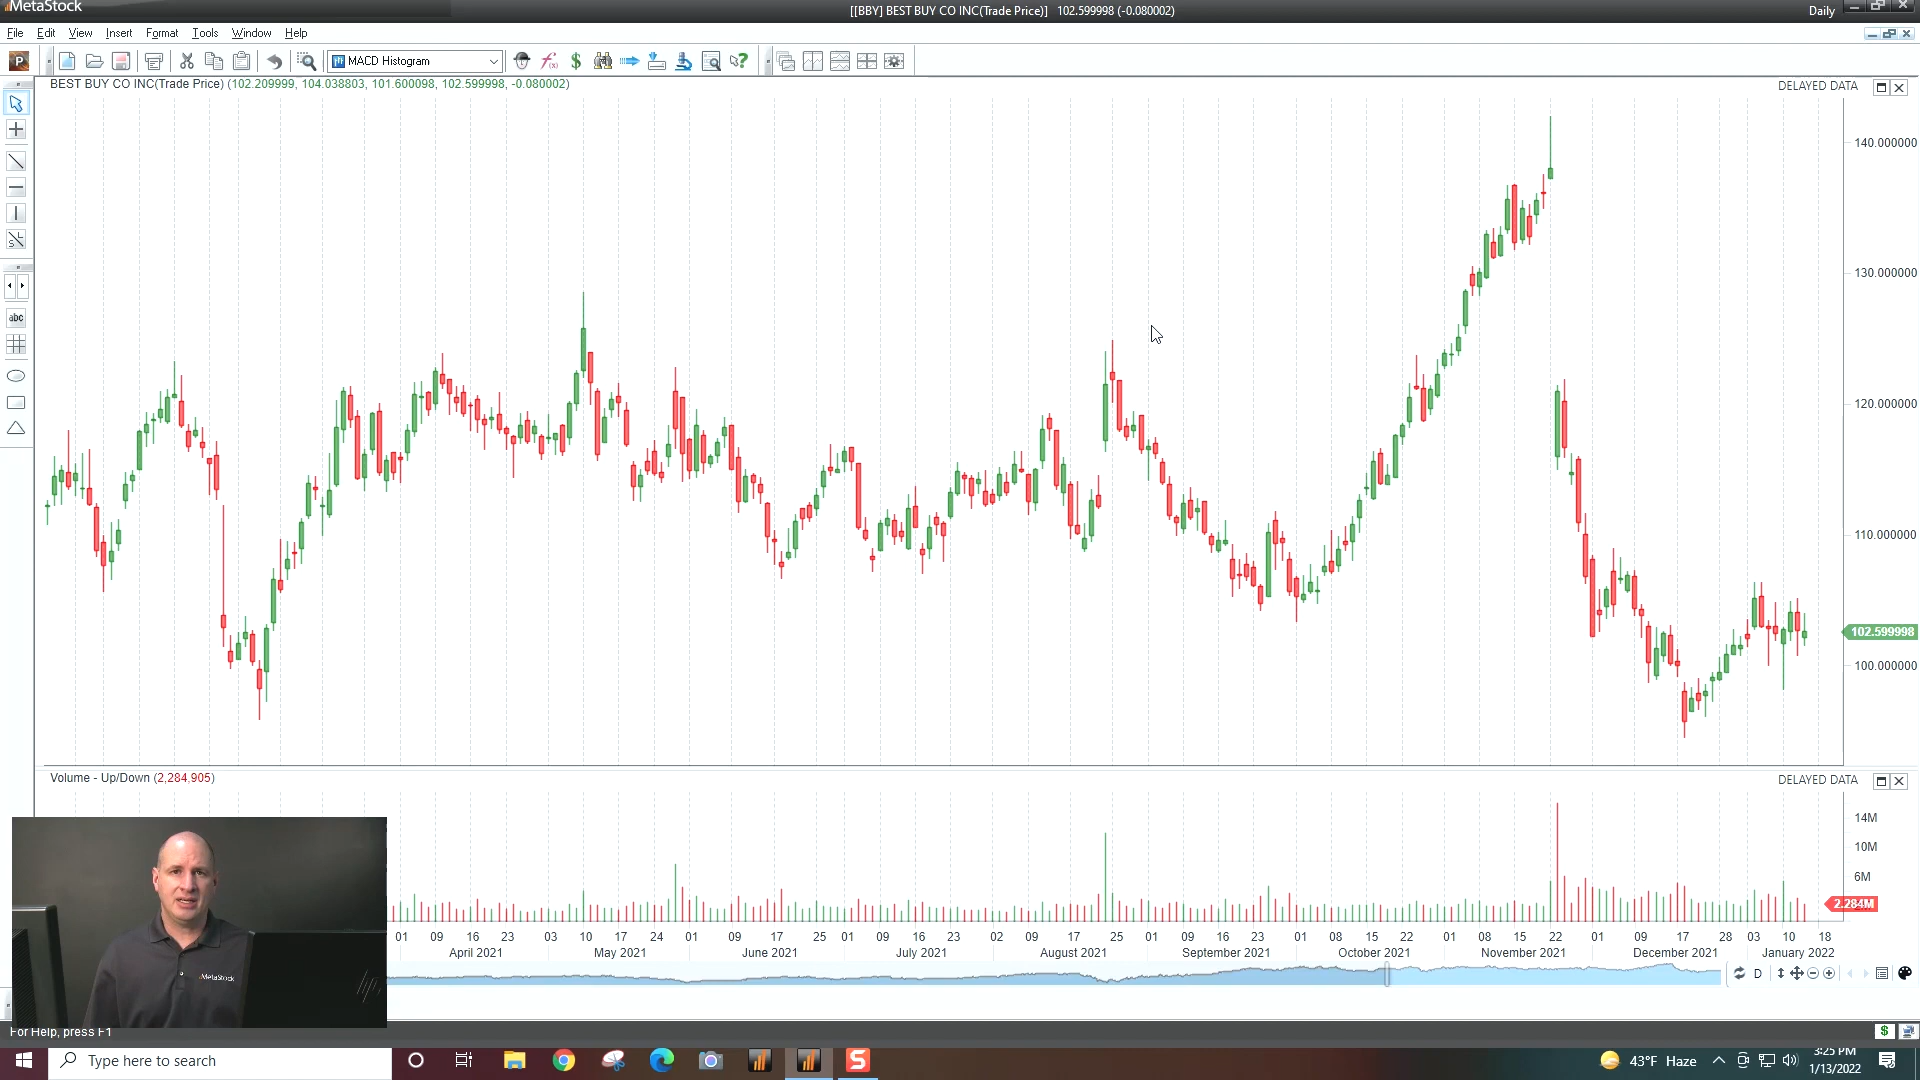 MetaStock
[[BBY] BEST BUY CO INC(Trade Price)] 102.599998 (-0.080002)
Daily
File Edit View Insert Format Tools Window Help
P
MACD Histogram
BEST BUY CO INC(Trade Price) (102.209999, 104.038803, 101.600098, 102.599998, -0.080002)
DELAYED DATA
140.000000
130.000000
abc
120.000000
110.000000
102.599998
100.000000
Volume - Up/Down (2,284,905)
DELAYED DATA
14M
10M
6M
2.284M
01 09 16 23 03 10 17 24 01 09 17 25 01 09 16 23 02 09 17 25 01 09 16 23 01 08 15 22 01 08 15 22 01 09 17 28 03 10 18
April 2021 May 2021 June 2021 July 2021 August 2021 September 2021 October 2021 November 2021 December 2021 January 2022
D
MetaStock
For Help, press F1
$
Type here to search
S
43°F Haze
3:25 PM
1/13/2022